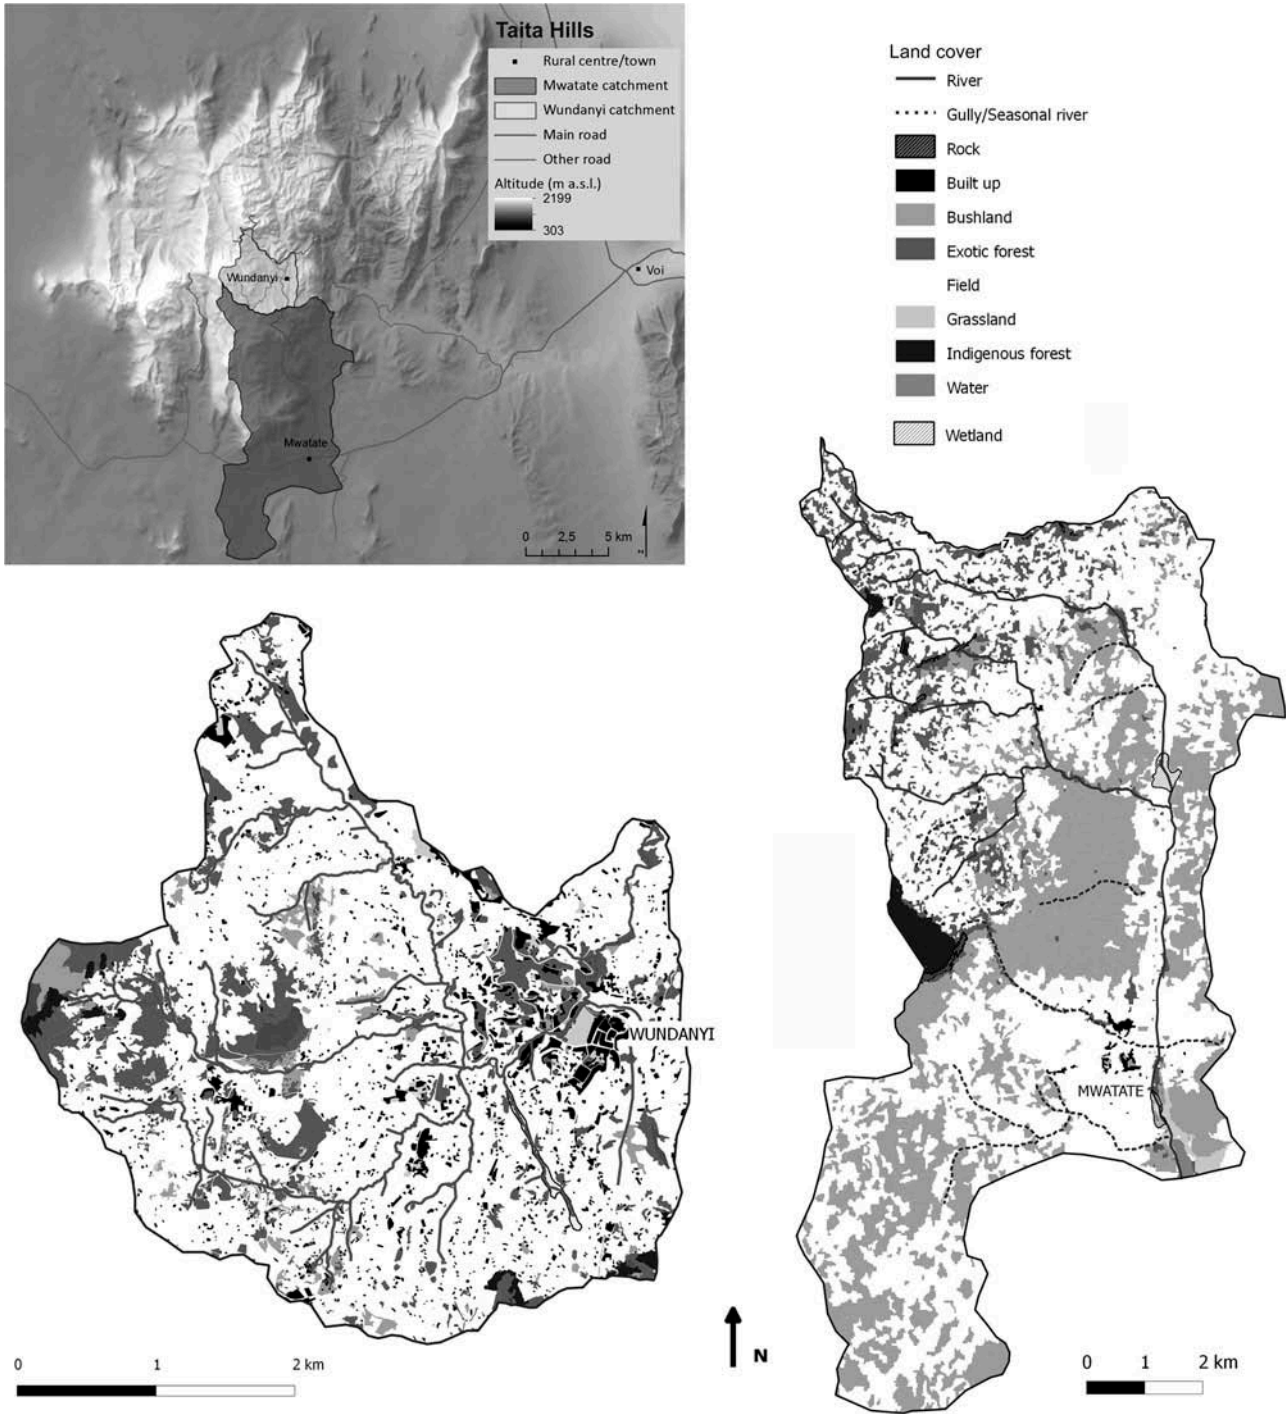 Taita Hills
Rural centre/town
Mwatate catchment
Wundanyi catchment
Main road
Other road
Altitude (m a.s.l.)
2199
303
Wundanyi
Voi
Mwatate
0 2,5 5 km
N
Land cover
River
Gully/Seasonal river
Rock
Built up
Bushland
Exotic forest
Field
Grassland
Indigenous forest
Water
Wetland
7
WUNDANYI
MWATATE
0 1 2 km
N
0 1 2 km